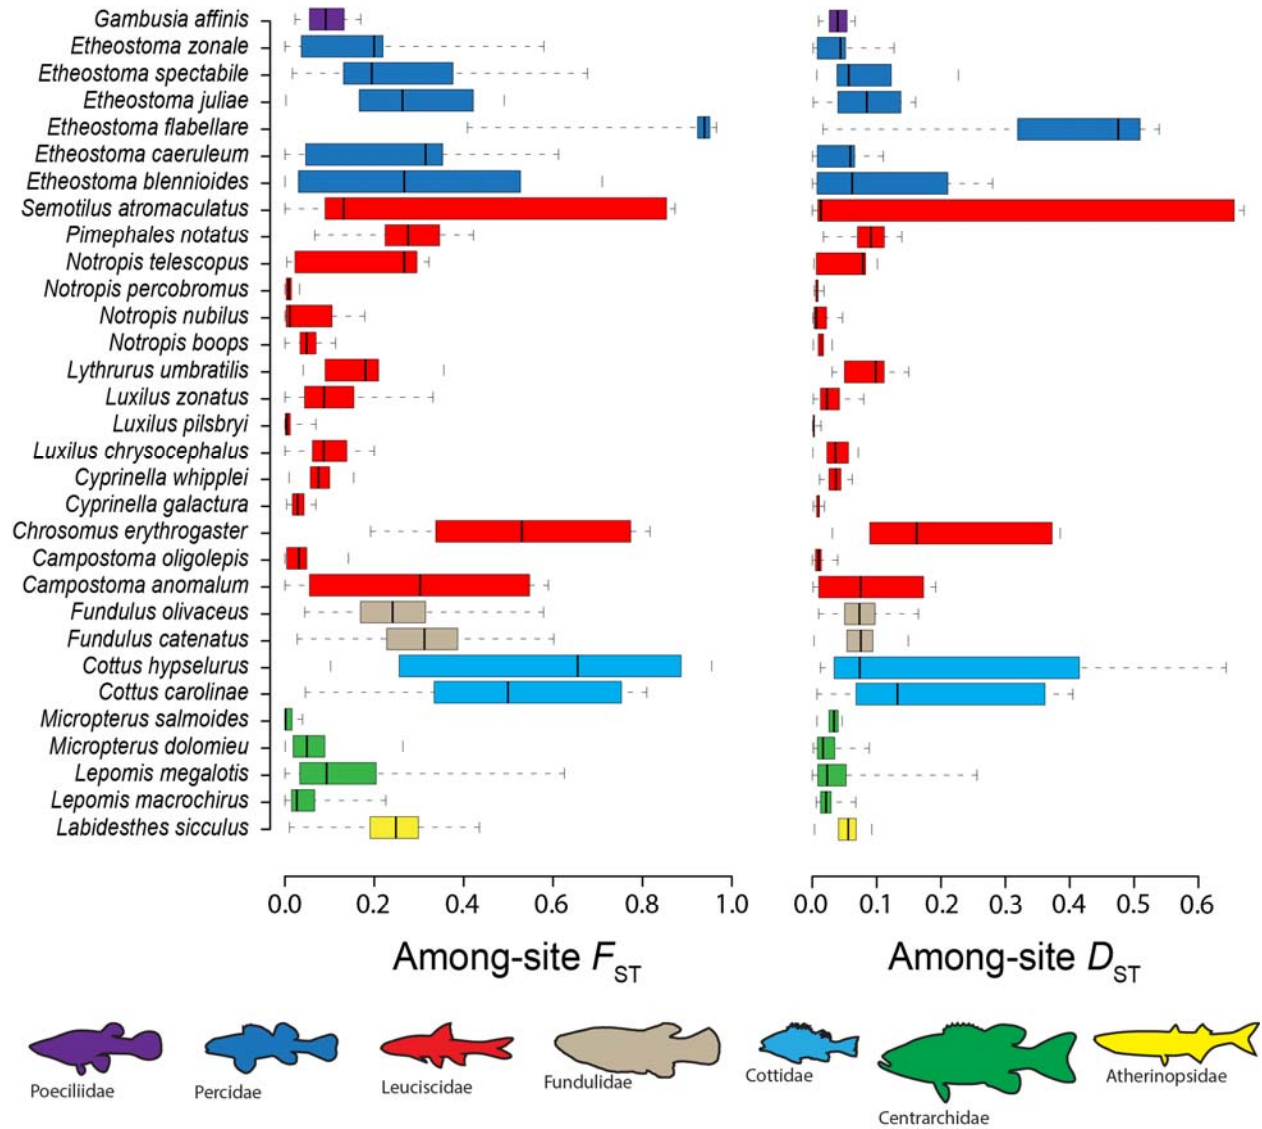 Gambusia affinis
Etheostoma zonale
Etheostoma spectabile
Etheostoma juliae
Etheostoma flabellare
Etheostoma caeruleum
Etheostoma blennioides
Semotilus atromaculatus
Pimephales notatus
Notropis telescopus
Notropis percobromus
Notropis nubilus
Notropis boops
Lythrurus umbratilis
Luxilus zonatus
Luxilus pilsbryi
Luxilus chrysocephalus
Cyprinella whipplei
Cyprinella galactura
Chrosomus erythrogaster
Campostoma oligolepis
Campostoma anomalum
Fundulus olivaceus
Fundulus catenatus
Cottus hypselurus
Cottus carolinae
Micropterus salmoides
Micropterus dolomieu
Lepomis megalotis
Lepomis macrochirus
Labidesthes sicculus
0.0 0.2 0.4 0.6 0.8 1.0
Among-site FST
0.0 0.1 0.2 0.3 0.4 0.5 0.6
Among-site DST
Poeciliidae
Percidae
Leuciscidae
Fundulidae
Cottidae
Centrarchidae
Atherinopsidae